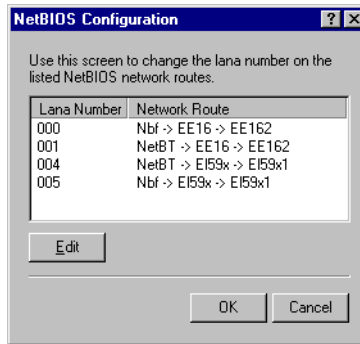 NetBIOS Configuration
Use this screen to change the lana number on the
listed NetBIOS network routes.
Lana Number Network Route
000 Nbf -> EE16 -> EE162
001 NetBT -> EE16 -> EE162
004 NetBT -> El59x -> El59x1
005 Nbf -> El59x -> El59x1
Edit
OK Cancel